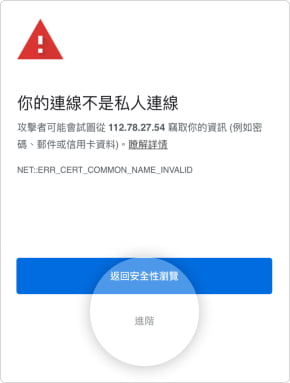 你的連線不是私人連線
攻擊者可能會試圖從 112.78.27.54 竊取你的資訊 (例如密
碼、郵件或信用卡資料)。瞭解詳情
NET::ERR_CERT_COMMON_NAME_INVALID
返回安全性瀏覽
進階